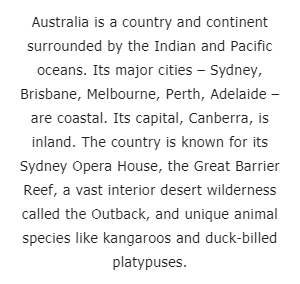 Australia is a country and continent
surrounded by the Indian and Pacific
oceans. Its major cities – Sydney,
Brisbane, Melbourne, Perth, Adelaide –
are coastal. Its capital, Canberra, is
inland. The country is known for its
Sydney Opera House, the Great Barrier
Reef, a vast interior desert wilderness
called the Outback, and unique animal
species like kangaroos and duck-billed
platypuses.